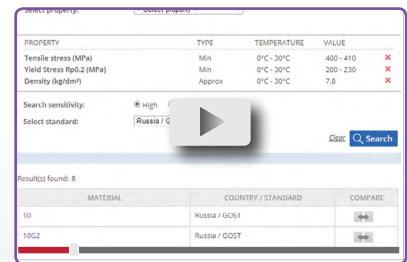 Select property:
PROPERTY TYPE TEMPERATURE VALUE
Tensile stress (MPa) Min 0°C - 30°C 400 - 410
Yield Stress Rp0.2 (MPa) Min 0°C - 30°C 200 - 230
Density (kg/dm³) Approx 0°C - 30°C 7.8
Search sensitivity: High
Select standard: Russia / G
Clear Search
Result(s) found: 8
MATERIAL COUNTRY / STANDARD COMPARE
10 Russia / GOST
10G2 Russia / GOST